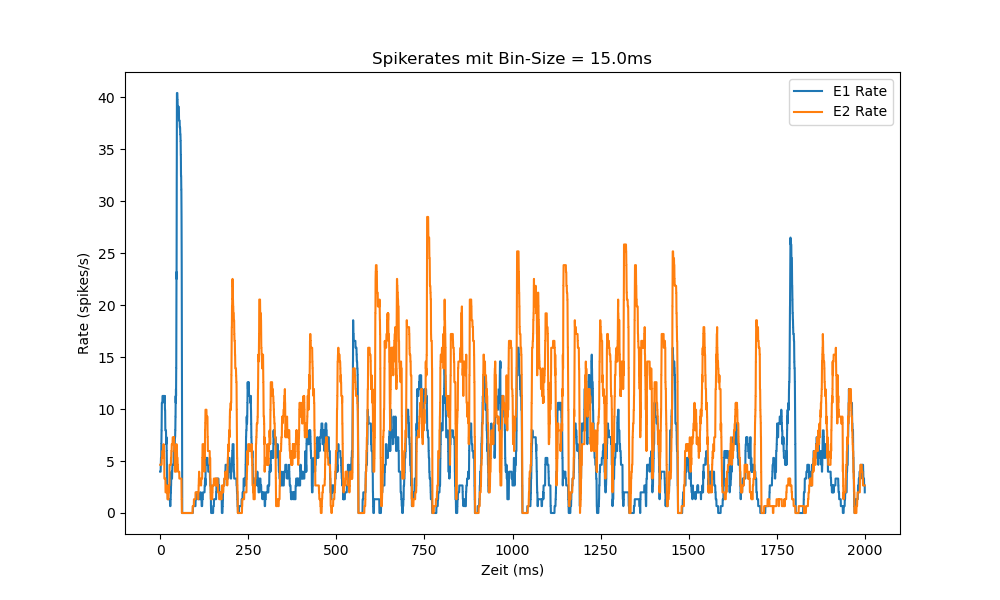 Spikerates mit Bin-Size = 15.0ms
E1 Rate
E2 Rate
Rate (spikes/s)
40
35
30
25
20
15
10
5
0
0 250 500 750 1000 1250 1500 1750 2000
Zeit (ms)